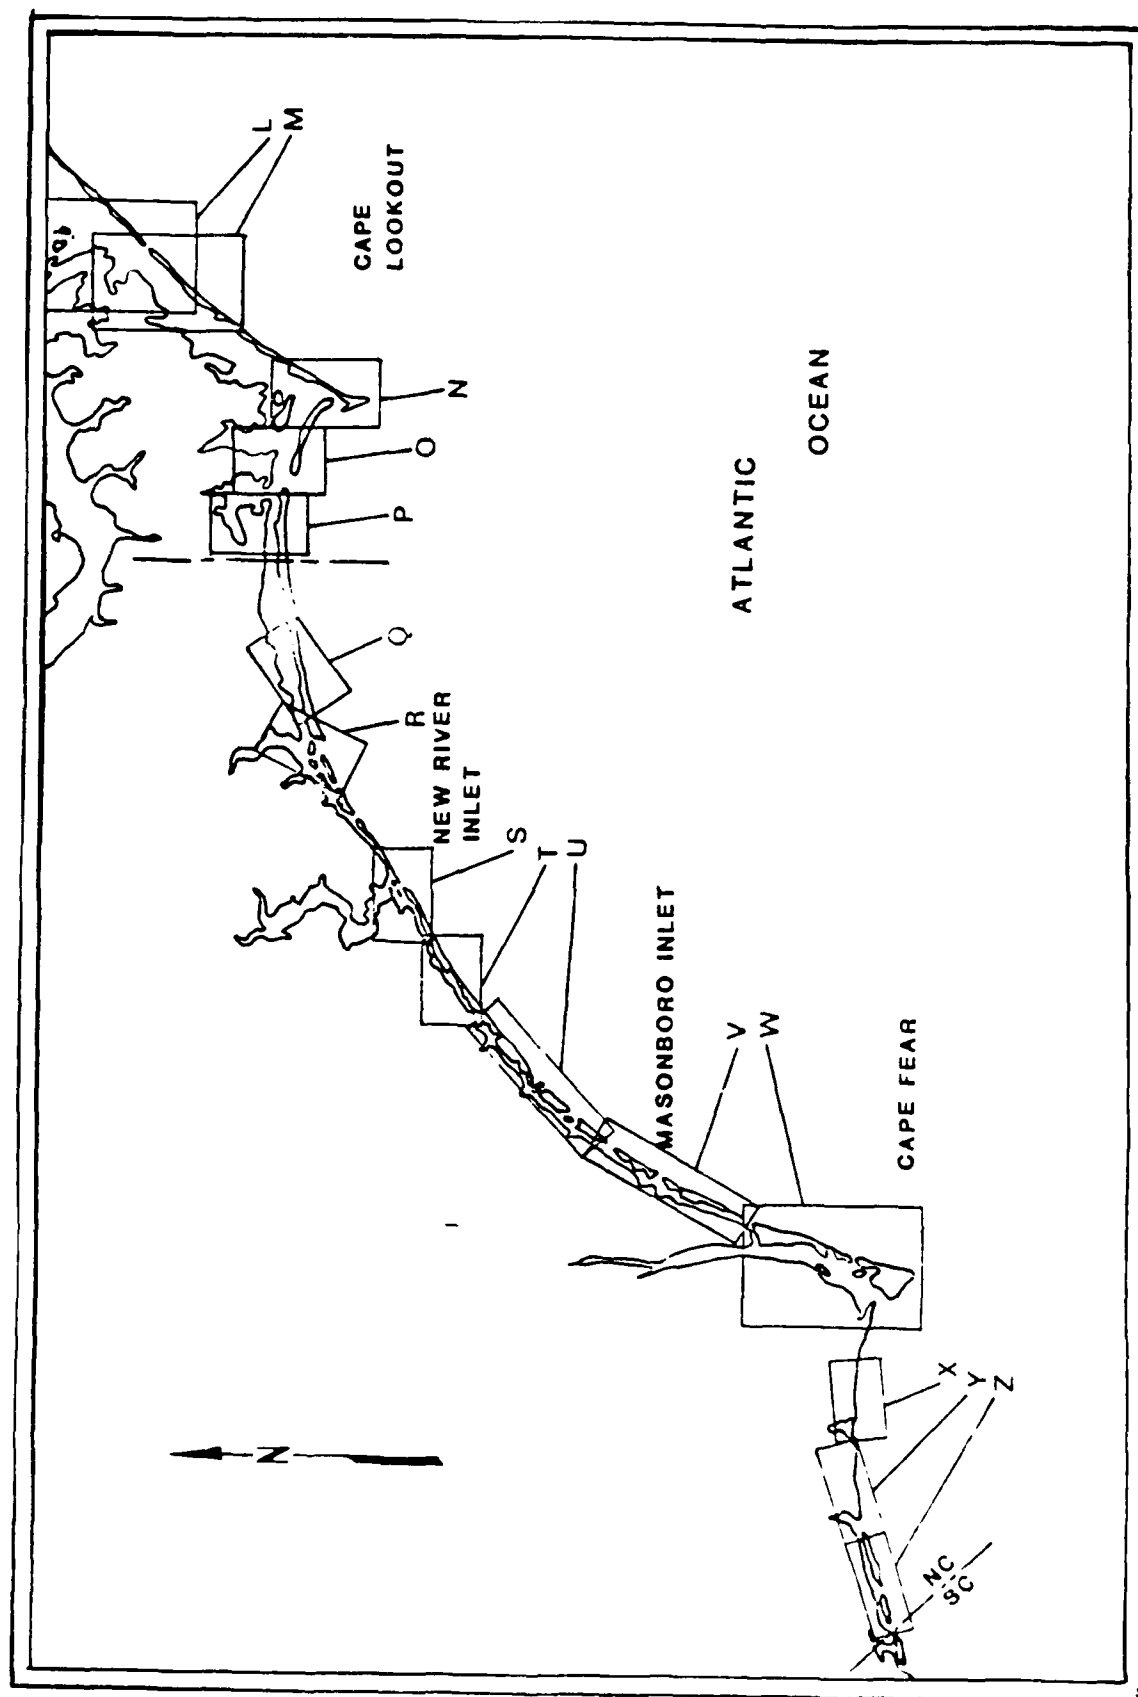 L
M
CAPE
LOOKOUT
N
O
P
ATLANTIC
OCEAN
Q
R
NEW RIVER
INLET
S
T
U
MASONBORO INLET
V
W
CAPE FEAR
X
Y
Z
N
NC
SC